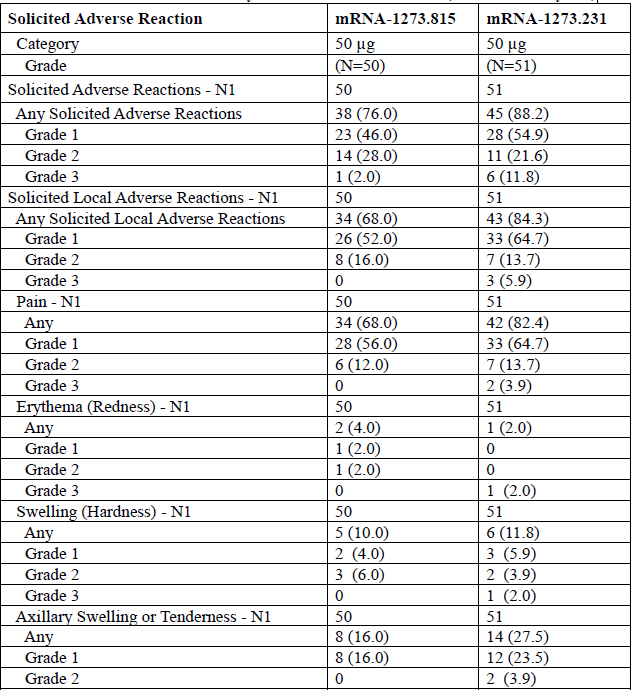 Solicited Adverse Reaction mRNA-1273.815 mRNA-1273.231
Category 50 µg 50 µg
Grade (N=50) (N=51)
Solicited Adverse Reactions - N1 50 51
Any Solicited Adverse Reactions 38 (76.0) 45 (88.2)
Grade 1 23 (46.0) 28 (54.9)
Grade 2 14 (28.0) 11 (21.6)
Grade 3 1 (2.0) 6 (11.8)
Solicited Local Adverse Reactions - N1 50 51
Any Solicited Local Adverse Reactions 34 (68.0) 43 (84.3)
Grade 1 26 (52.0) 33 (64.7)
Grade 2 8 (16.0) 7 (13.7)
Grade 3 0 3 (5.9)
Pain - N1 50 51
Any 34 (68.0) 42 (82.4)
Grade 1 28 (56.0) 33 (64.7)
Grade 2 6 (12.0) 7 (13.7)
Grade 3 0 2 (3.9)
Erythema (Redness) - N1 50 51
Any 2 (4.0) 1 (2.0)
Grade 1 1 (2.0) 0
Grade 2 1 (2.0) 0
Grade 3 0 1 (2.0)
Swelling (Hardness) - N1 50 51
Any 5 (10.0) 6 (11.8)
Grade 1 2 (4.0) 3 (5.9)
Grade 2 3 (6.0) 2 (3.9)
Grade 3 0 1 (2.0)
Axillary Swelling or Tenderness - N1 50 51
Any 8 (16.0) 14 (27.5)
Grade 1 8 (16.0) 12 (23.5)
Grade 2 0 2 (3.9)